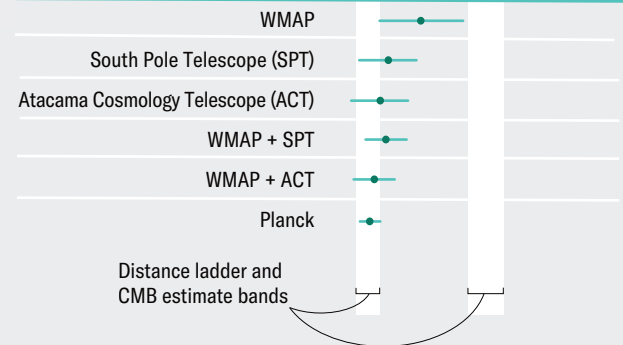 WMAP
South Pole Telescope (SPT)
Atacama Cosmology Telescope (ACT)
WMAP + SPT
WMAP + ACT
Planck
Distance ladder and
CMB estimate bands